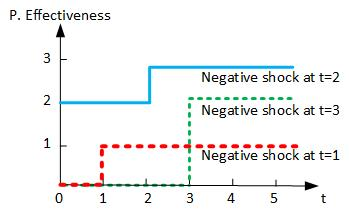 P. Effectiveness
3
Negative shock at t=2
2
Negative shock at t=3
1
Negative shock at t=1
0 1 2 3 4 5 t